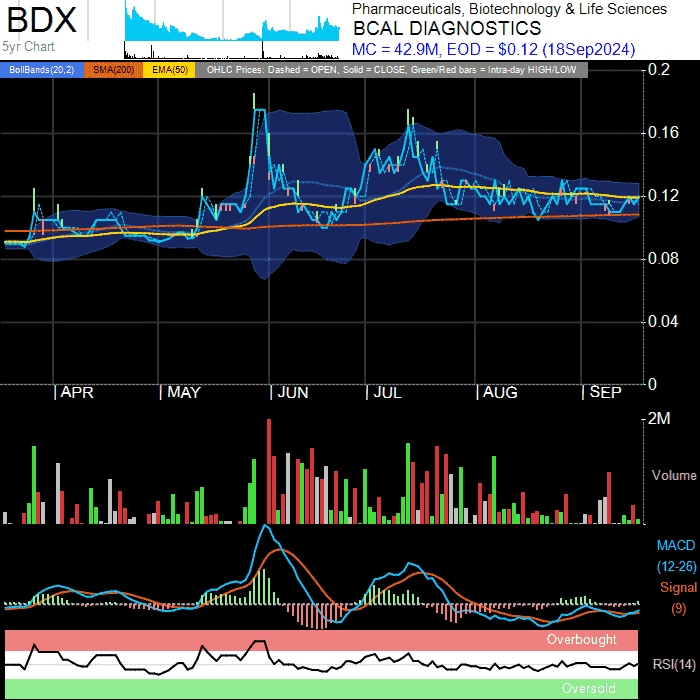 BDX
5yr Chart
Pharmaceuticals, Biotechnology & Life Sciences
BCAL DIAGNOSTICS
MC = 42.9M, EOD = $0.12 (18Sep2024)
BollBands(20,2) SMA(200) EMA(50) OHLC Prices: Dashed = OPEN, Solid = CLOSE, Green/Red bars = Intra-day HIGH/LOW
0.2
0.16
0.12
0.08
0.04
0
APR MAY JUN JUL AUG SEP
2M
Volume
MACD
(12-26)
Signal
(9)
Overbought
RSI(14)
Oversold